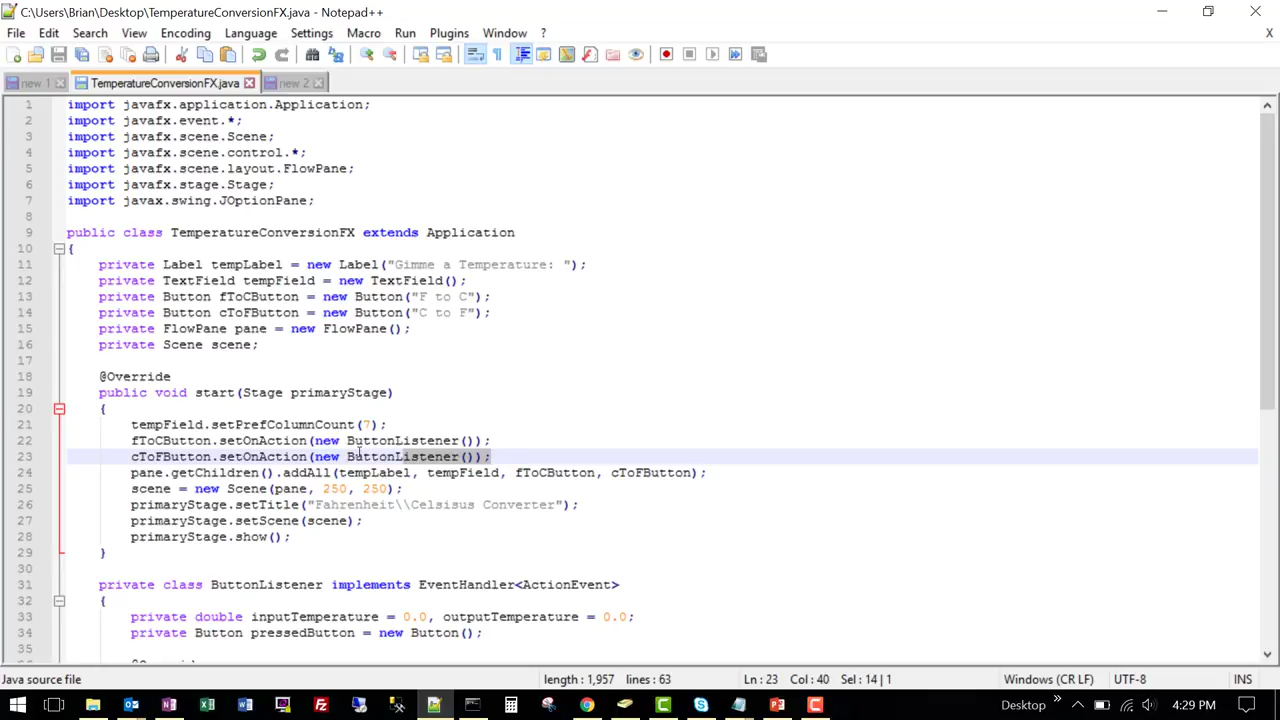 C:\Users\Brian\Desktop\TemperatureConversionFX.java - Notepad++
File Edit Search View Encoding Language Settings Macro Run Plugins Window ? X
new 1 TemperatureConversionFX.java new 2
1 import javafx.application.Application;
2 import javafx.event.*;
3 import javafx.scene.Scene;
4 import javafx.scene.control.*;
5 import javafx.scene.layout.FlowPane;
6 import javafx.stage.Stage;
7 import javax.swing.JOptionPane;
8
9 public class TemperatureConversionFX extends Application
10 {
11 private Label tempLabel = new Label("Gimme a Temperature: ");
12 private TextField tempField = new TextField();
13 private Button fToCButton = new Button("F to C");
14 private Button cToFButton = new Button("C to F");
15 private FlowPane pane = new FlowPane();
16 private Scene scene;
17
18 @Override
19 public void start(Stage primaryStage)
20 {
21 tempField.setPrefColumnCount(7);
22 fToCButton.setOnAction(new ButtonListener());
23 cToFButton.setOnAction(new ButtonListener());
24 pane.getChildren().addAll(tempLabel, tempField, fToCButton, cToFButton);
25 scene = new Scene(pane, 250, 250);
26 primaryStage.setTitle("Fahrenheit\\Celsisus Converter");
27 primaryStage.setScene(scene);
28 primaryStage.show();
29 }
30
31 private class ButtonListener implements EventHandler<ActionEvent>
32 {
33 private double inputTemperature = 0.0, outputTemperature = 0.0;
34 private Button pressedButton = new Button();
35
Java source file length : 1,957 lines : 63 Ln : 23 Col : 40 Sel : 14 | 1 Windows (CR LF) UTF-8 INS
Desktop 4:29 PM